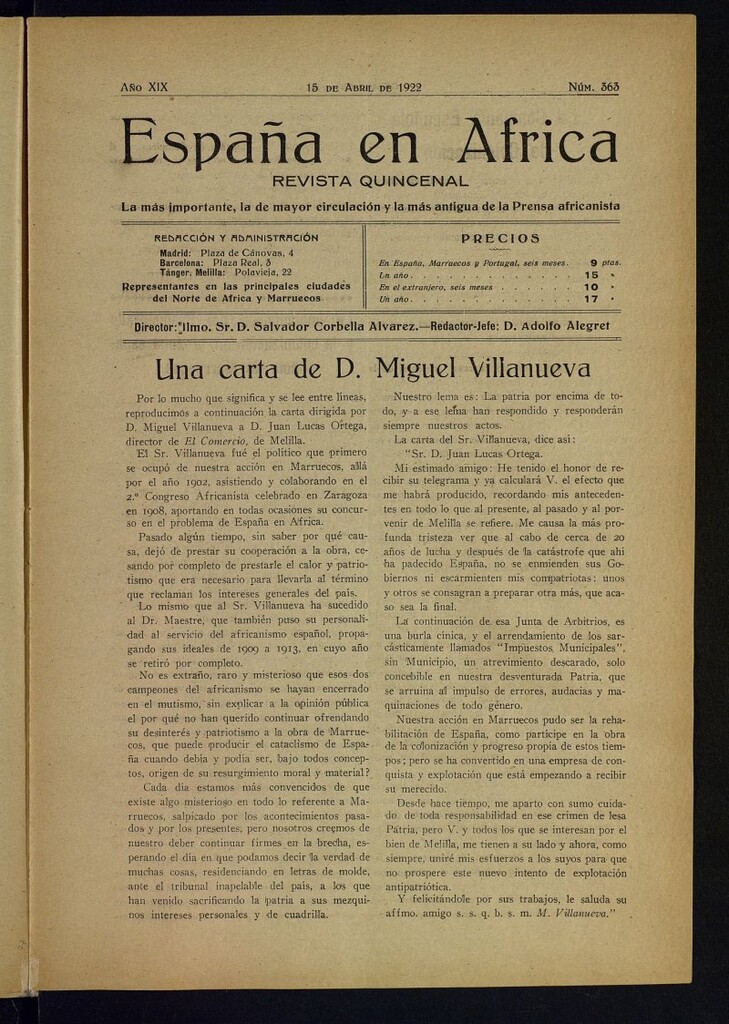 Año XIX
15 de Abril de 1922
Núm. 363
España en Africa
REVISTA QUINCENAL
La más importante, la de mayor circulación y la más antigua de la Prensa africanista
REDACCIÓN Y ADMINISTRACIÓN
Madrid: Plaza de Cánovas, 4
Barcelona: Plaza Real, 3
Tánger, Melilla: Polavieja, 22
Representantes en las principales ciudades
del Norte de Africa y Marruecos
PRECIOS
En España, Marruecos y Portugal, seis meses. 9 ptas.
Un año. . . . . . . . . . . . . . . 15 »
En el extranjero, seis meses . . . . . . 10 »
Un año. . . . . . . . . . . . . . . 17 »
Director: Ilmo. Sr. D. Salvador Corbella Alvarez.—Redactor-Jefe: D. Adolfo Alegret
Una carta de D. Miguel Villanueva
Por lo mucho que significa y se lee entre líneas,
reproducimos a continuación la carta dirigida por
D. Miguel Villanueva a D. Juan Lucas Ortega,
director de El Comercio, de Melilla.
El Sr. Villanueva fué el político que primero
se ocupó de nuestra acción en Marruecos, allá
por el año 1902, asistiendo y colaborando en el
2.º Congreso Africanista celebrado en Zaragoza
en 1908, aportando en todas ocasiones su concur-
so en el problema de España en Africa.
Pasado algún tiempo, sin saber por qué cau-
sa, dejó de prestar su cooperación a la obra, ce-
sando por completo de prestarle el calor y patrio-
tismo que era necesario para llevarla al término
que reclaman los intereses generales del país.
Lo mismo que al Sr. Villanueva ha sucedido
al Dr. Maestre, que también puso su personali-
dad al servicio del africanismo español, propa-
gando sus ideales de 1909 a 1913, en cuyo año
se retiró por completo.
No es extraño, raro y misterioso que esos dos
campeones del africanismo se hayan encerrado
en el mutismo, sin explicar a la opinión pública
el por qué no han querido continuar ofrendando
su desinterés y patriotismo a la obra de Marrue-
cos, que puede producir el cataclismo de Espa-
ña cuando debía y podía ser, bajo todos concep-
tos, origen de su resurgimiento moral y material?
Cada día estamos más convencidos de que
existe algo misterioso en todo lo referente a Ma-
rruecos, salpicado por los acontecimientos pasa-
dos y por los presentes, pero nosotros creemos de
nuestro deber continuar firmes en la brecha, es-
perando el día en que podamos decir la verdad de
muchas cosas, residenciando en letras de molde,
ante el tribunal inapelable del país, a los que
han venido sacrificando la patria a sus mezqui-
nos intereses personales y de cuadrilla.
Nuestro lema es: La patria por encima de to-
do, y a ese lema han respondido y responderán
siempre nuestros actos.
La carta del Sr. Villanueva, dice así:
"Sr. D. Juan Lucas Ortega.
Mi estimado amigo: He tenido el honor de re-
cibir su telegrama y ya calculará V. el efecto que
me habrá producido, recordando mis anteceden-
tes en todo lo que al presente, al pasado y al por-
venir de Melilla se refiere. Me causa la más pro-
funda tristeza ver que al cabo de cerca de 20
años de lucha y después de la catástrofe que ahí
ha padecido España, no se enmienden sus Go-
biernos ni escarmienten mis compatriotas: unos
y otros se consagran a preparar otra más, que aca-
so sea la final.
La continuación de esa Junta de Arbitrios, es
una burla cínica, y el arrendamiento de los sar-
cásticamente llamados "Impuestos Municipales",
sin Municipio, un atrevimiento descarado, solo
concebible en nuestra desventurada Patria, que
se arruina al impulso de errores, audacias y ma-
quinaciones de todo género.
Nuestra acción en Marruecos pudo ser la reha-
bilitación de España, como partícipe en la obra
de la colonización y progreso propia de estos tiem-
pos; pero se ha convertido en una empresa de con-
quista y explotación que está empezando a recibir
su merecido.
Desde hace tiempo, me aparto con sumo cuida-
do de toda responsabilidad en ese crimen de lesa
Pátria, pero V. y todos los que se interesan por el
bien de Melilla, me tienen a su lado y ahora, como
siempre, uniré mis esfuerzos a los suyos para que
no prospere este nuevo intento de explotación
antipatriótica.
Y felicitándole por sus trabajos, le saluda su
affmo. amigo s. s. q. b. s. m. M. Villanueva."